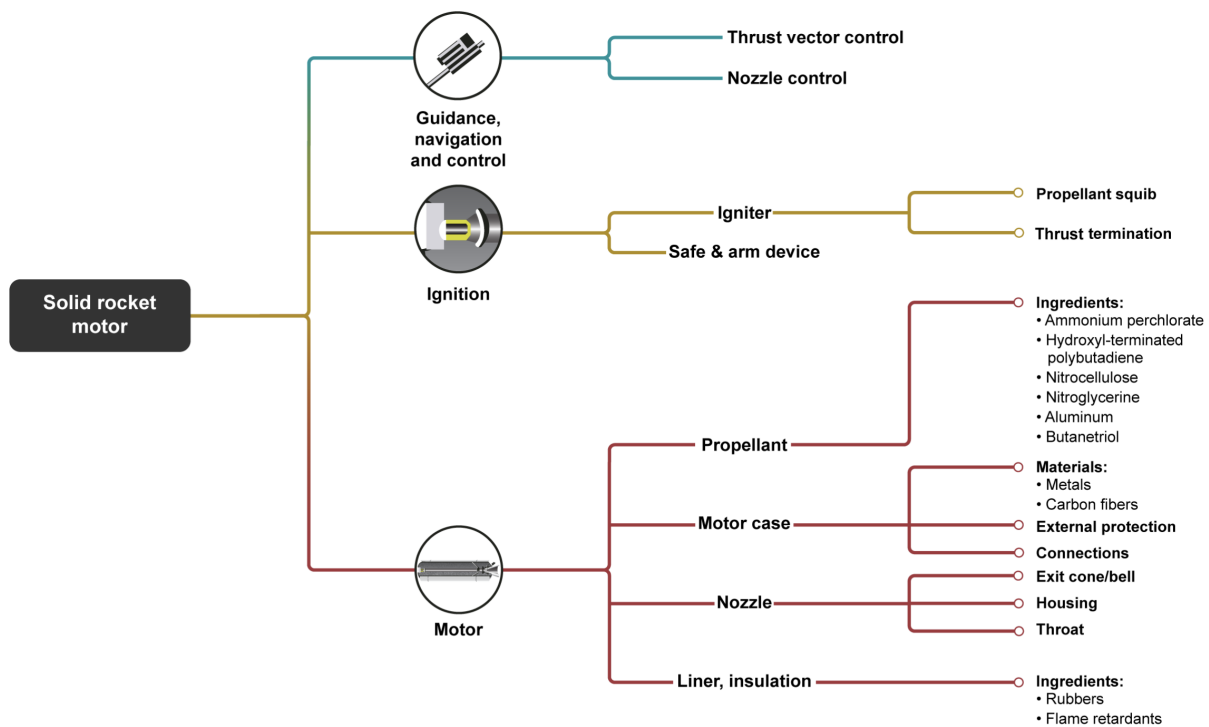 Thrust vector control
Nozzle control
Guidance,
navigation
and control
Propellant squib
Igniter
Thrust termination
Safe & arm device
Ignition
Solid rocket
motor
Ingredients:
• Ammonium perchlorate
• Hydroxyl-terminated
polybutadiene
• Nitrocellulose
• Nitroglycerine
• Aluminum
• Butanetriol
Propellant
Materials:
• Metals
• Carbon fibers
Motor case
External protection
Connections
Exit cone/bell
Nozzle
Housing
Throat
Motor
Liner, insulation
Ingredients:
• Rubbers
• Flame retardants